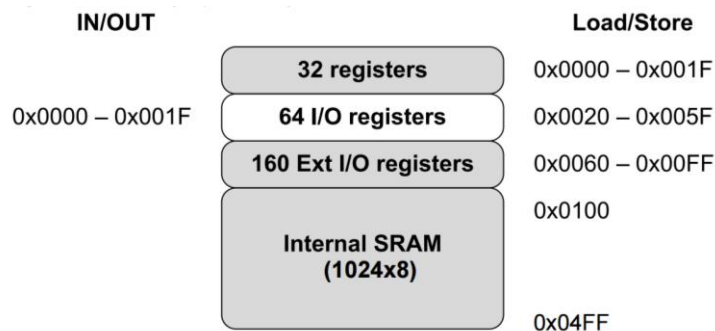 IN/OUT
Load/Store
32 registers
0x0000 – 0x001F
0x0000 – 0x001F
64 I/O registers
0x0020 – 0x005F
160 Ext I/O registers
0x0060 – 0x00FF
0x0100
Internal SRAM
(1024x8)
0x04FF